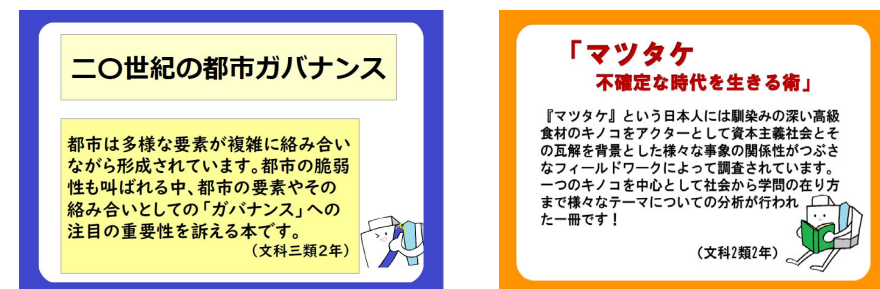 二〇世紀の都市ガバナンス
都市は多様な要素が複雑に絡み合い
ながら形成されています。都市の脆弱
性も叫ばれる中、都市の要素やその
絡み合いとしての「ガバナンス」への
注目の重要性を訴える本です。
(文科三類2年)
「マツタケ
不確定な時代を生きる術」
『マツタケ』という日本人には馴染みの深い高級
食材のキノコをアクターとして資本主義社会とそ
の瓦解を背景とした様々な事象の関係性がつぶさ
なフィールドワークによって調査されています。
一つのキノコを中心として社会から学問の在り方
まで様々なテーマについての分析が行われ
た一冊です！
(文科2類2年)